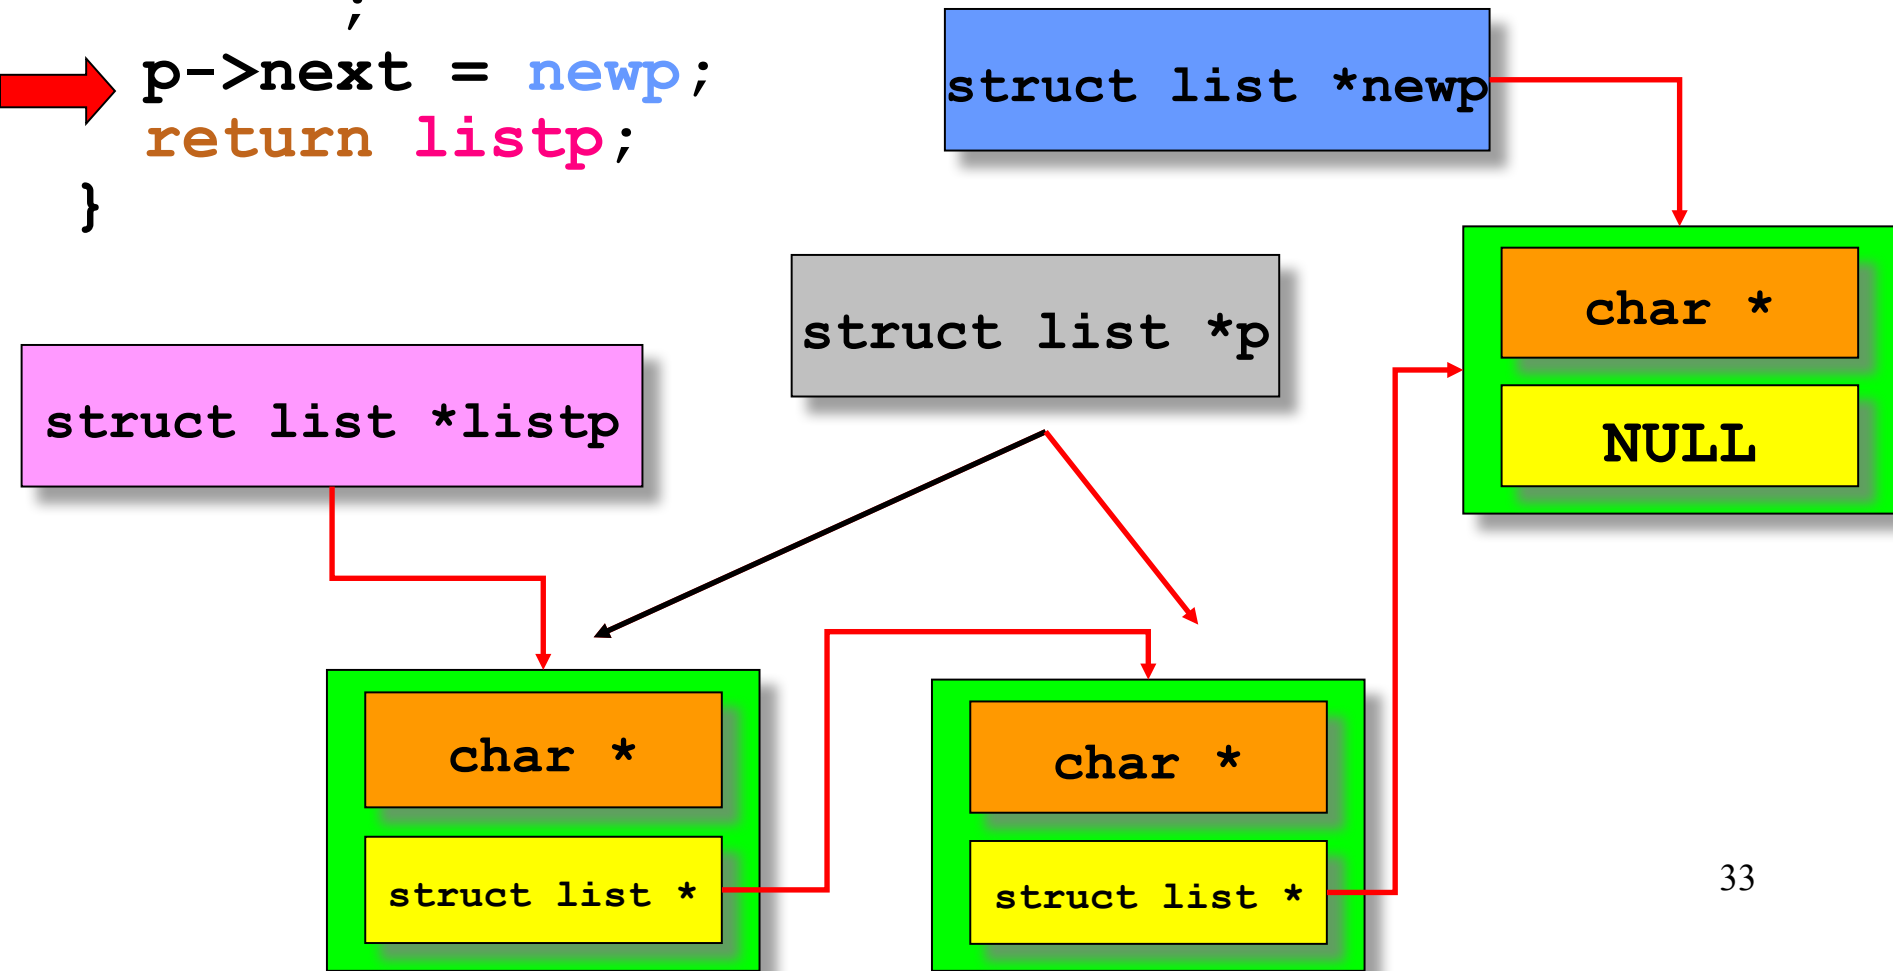 ;
p->next = newp;
return listp;
}
struct list *newp
struct list *p
char *
NULL
struct list *listp
char *
struct list *
char *
struct list *
33